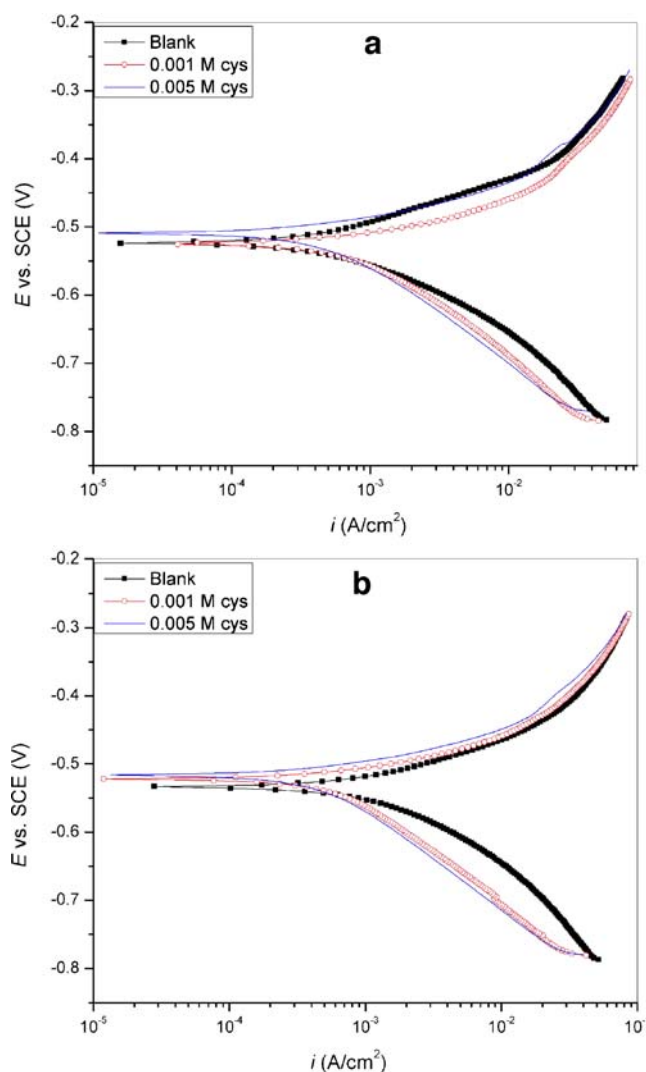 a
Blank
0.001 M cys
0.005 M cys
-0.2
-0.3
-0.4
-0.5
-0.6
-0.7
-0.8
E vs. SCE (V)
10⁻⁵ 10⁻⁴ 10⁻³ 10⁻²
i (A/cm²)
b
Blank
0.001 M cys
0.005 M cys
-0.2
-0.3
-0.4
-0.5
-0.6
-0.7
-0.8
E vs. SCE (V)
10⁻⁵ 10⁻⁴ 10⁻³ 10⁻² 10⁻
i (A/cm²)